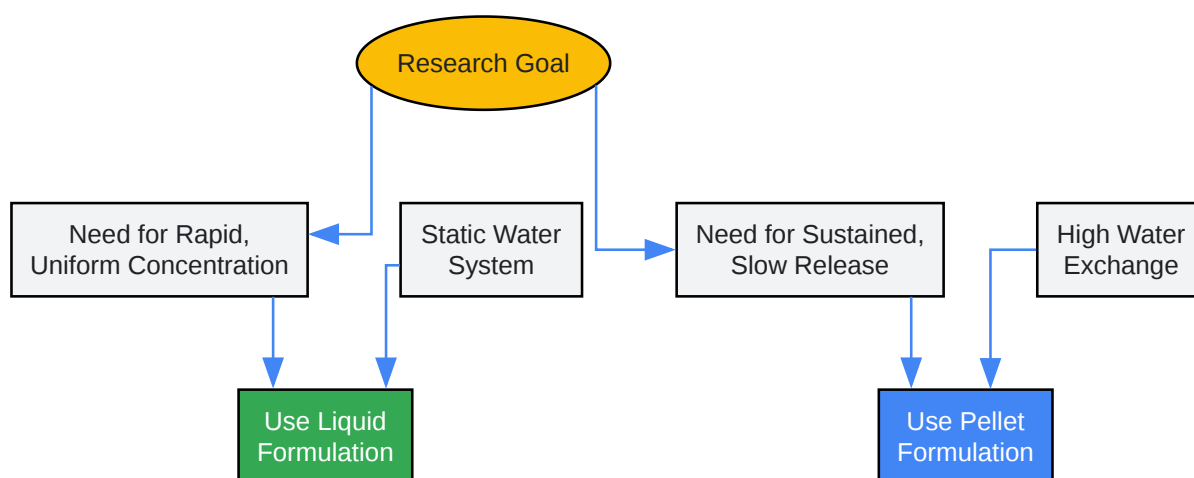 Research Goal
Need for Rapid,
Uniform Concentration
Static Water
System
Need for Sustained,
Slow Release
High Water
Exchange
Use Liquid
Formulation
Use Pellet
Formulation